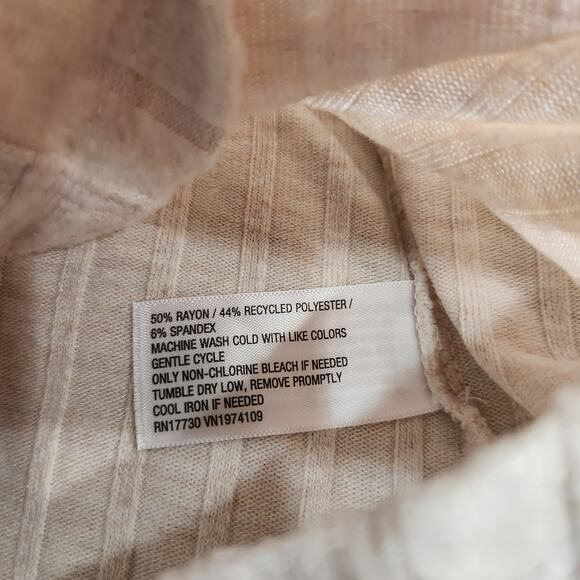 50% RAYON / 44% RECYCLED POLYESTER /
6% SPANDEX
MACHINE WASH COLD WITH LIKE COLORS
GENTLE CYCLE
ONLY NON-CHLORINE BLEACH IF NEEDED
TUMBLE DRY LOW, REMOVE PROMPTLY
COOL IRON IF NEEDED
RN17730 VN1974109